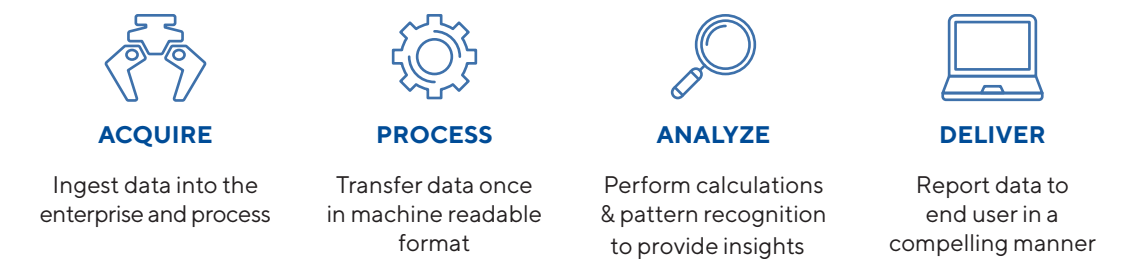 ACQUIRE
Ingest data into the
enterprise and process
PROCESS
Transfer data once
in machine readable
format
ANALYZE
Perform calculations
& pattern recognition
to provide insights
DELIVER
Report data to
end user in a
compelling manner